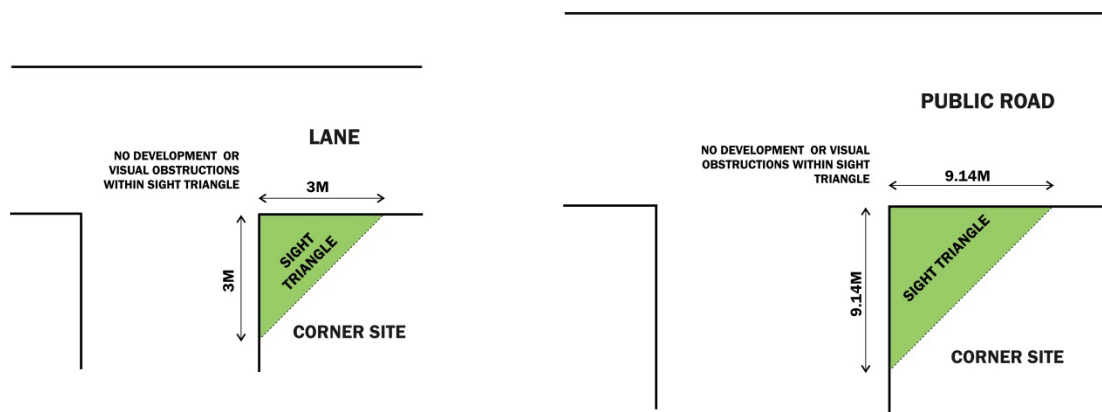 LANE
NO DEVELOPMENT OR
VISUAL OBSTRUCTIONS
WITHIN SIGHT TRIANGLE
3M
3M
SIGHT
TRIANGLE
CORNER SITE
PUBLIC ROAD
NO DEVELOPMENT OR VISUAL
OBSTRUCTIONS WITHIN SIGHT
TRIANGLE
9.14M
9.14M
SIGHT TRIANGLE
CORNER SITE